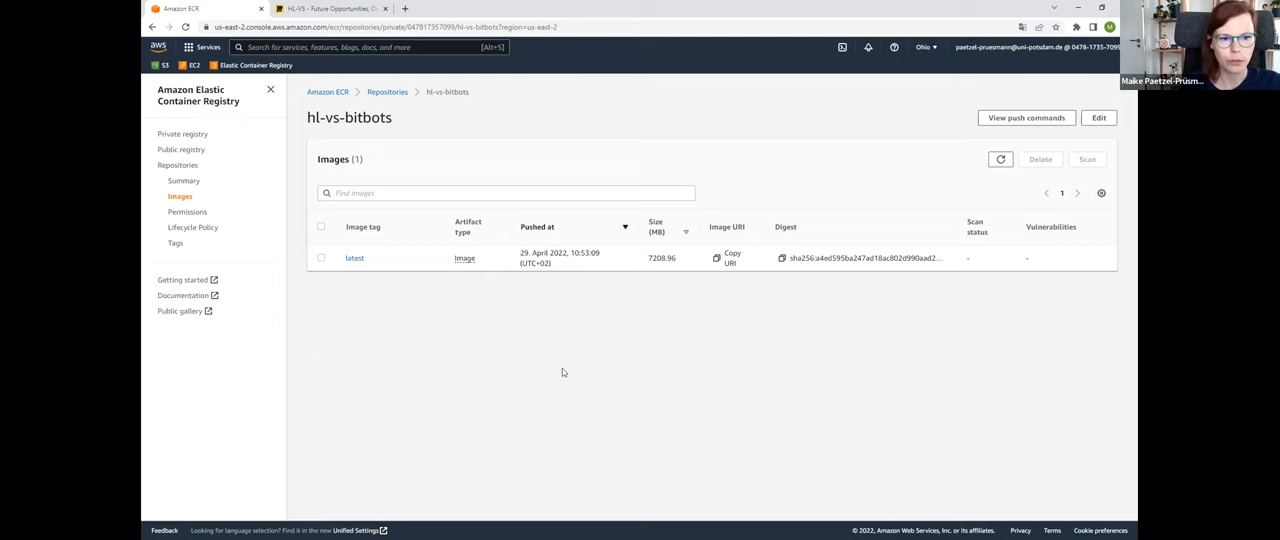 Amazon ECR
HL-VS - Future Opportunities, C
us-east-2.console.aws.amazon.com/ecr/repositories/private/047817357099/hl-vs-bitbots?region=us-east-2
aws
Services
Search for services, features, blogs, docs, and more
[Alt+S]
Ohio
paetzel-pruesmann@uni-potsdam.de @ 0478-1735-7099
Maike Paetzel-Prüsm...
S3
EC2
Elastic Container Registry
Amazon Elastic
Container Registry
Private registry
Public registry
Repositories
Summary
Images
Permissions
Lifecycle Policy
Tags
Getting started
Documentation
Public gallery
Amazon ECR
Repositories
hl-vs-bitbots
hl-vs-bitbots
View push commands
Edit
Images (1)
Delete
Scan
Find images
1
Image tag
Artifact
type
Pushed at
Size
(MB)
Image URI
Digest
Scan
status
Vulnerabilities
latest
Image
29. April 2022, 10:53:09
(UTC+02)
7208.96
Copy
URI
sha256:a4ed595ba247ad18ac802d990aad2...
-
-
Feedback
Looking for language selection? Find it in the new Unified Settings
© 2022, Amazon Web Services, Inc. or its affiliates.
Privacy
Terms
Cookie preferences